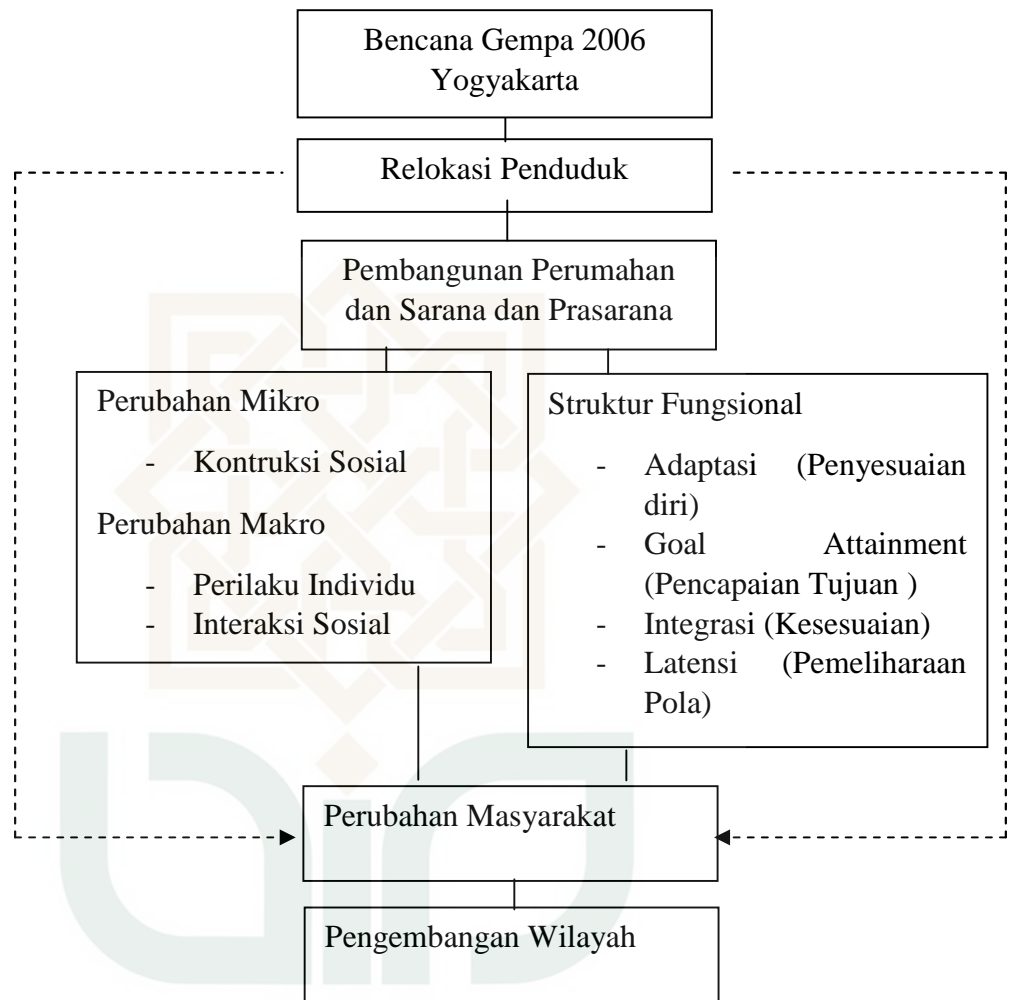 Bencana Gempa 2006
Yogyakarta
Relokasi Penduduk
Pembangunan Perumahan
dan Sarana dan Prasarana
Perubahan Mikro
- Kontruksi Sosial
Perubahan Makro
- Perilaku Individu
- Interaksi Sosial
Struktur Fungsional
- Adaptasi (Penyesuaian
diri)
- Goal Attainment
(Pencapaian Tujuan )
- Integrasi (Kesesuaian)
- Latensi (Pemeliharaan
Pola)
Perubahan Masyarakat
Pengembangan Wilayah